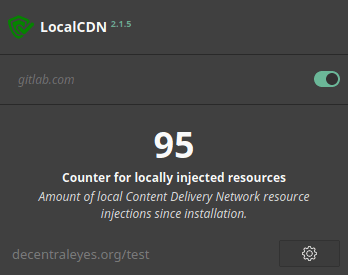 LocalCDN 2.1.5
gitlab.com
95
Counter for locally injected resources
Amount of local Content Delivery Network resource
injections since installation.
decentraleyes.org/test